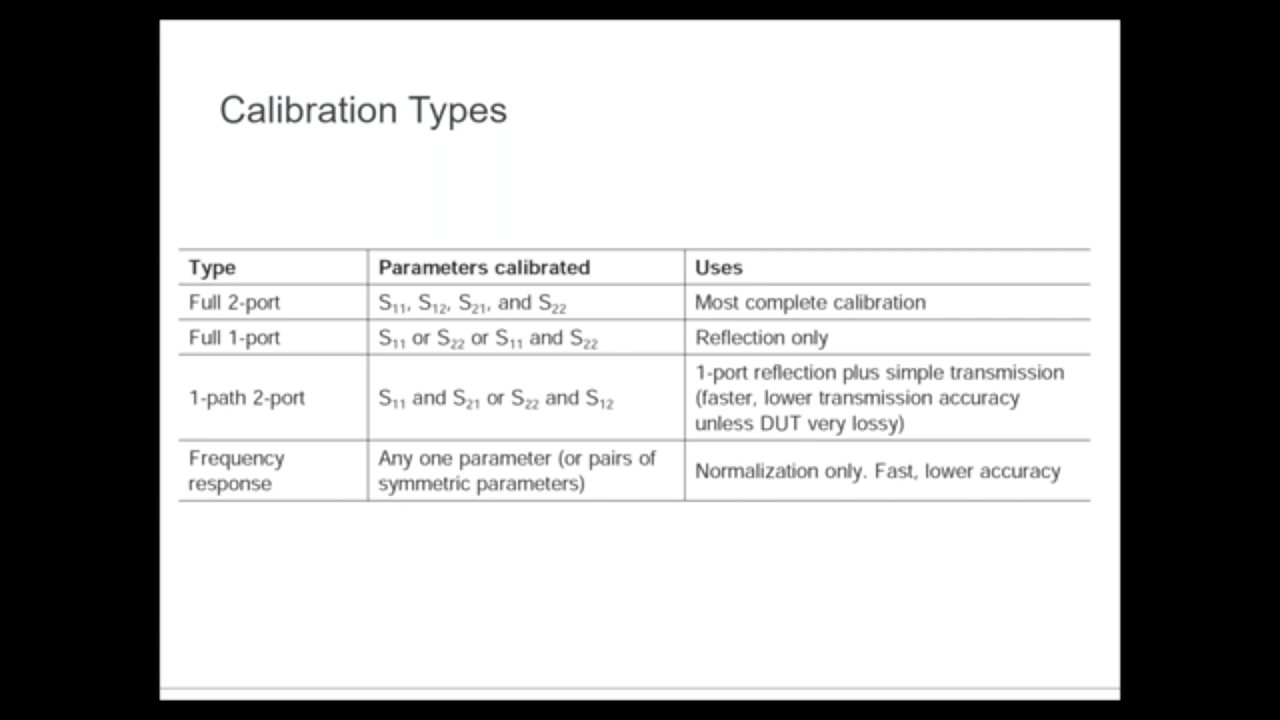 Calibration Types
Type Parameters calibrated Uses
Full 2-port S₁₁, S₁₂, S₂₁, and S₂₂ Most complete calibration
Full 1-port S₁₁ or S₂₂ or S₁₁ and S₂₂ Reflection only
1-path 2-port S₁₁ and S₂₁ or S₂₂ and S₁₂
1-port reflection plus simple transmission
(faster, lower transmission accuracy
unless DUT very lossy)
Frequency
response
Any one parameter (or pairs of
symmetric parameters)
Normalization only. Fast, lower accuracy